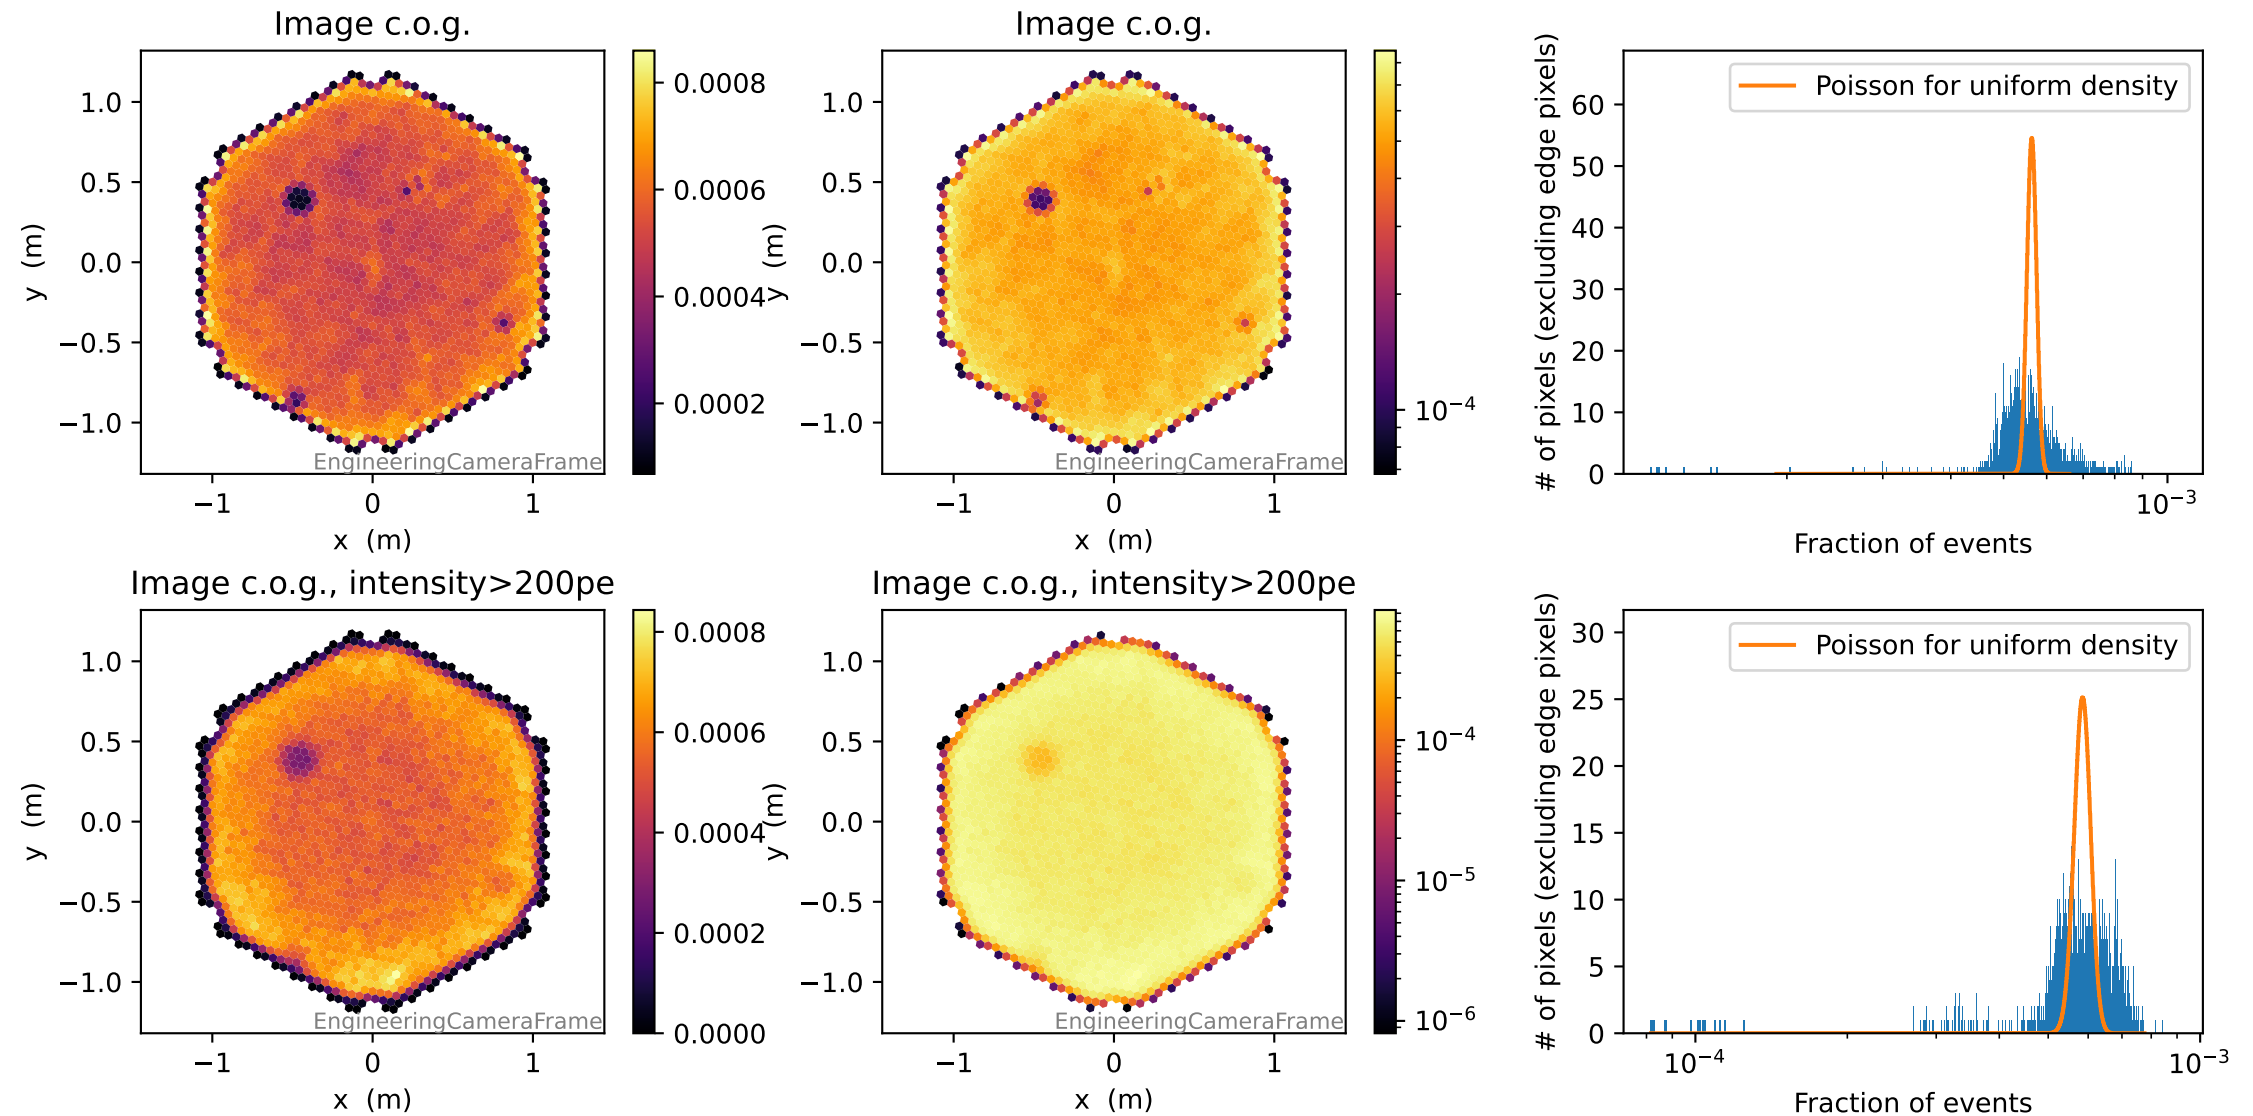 Image c.o.g.
1.0
0.5
0.0
−0.5
−1.0
y (m)
−1
0
1
x (m)
EngineeringCameraFrame
0.0008
0.0006
0.0004
0.0002
Image c.o.g.
1.0
0.5
0.0
−0.5
−1.0
y (m)
−1
0
1
x (m)
EngineeringCameraFrame
10⁻⁴
Poisson for uniform density
# of pixels (excluding edge pixels)
60
50
40
30
20
10
0
10⁻³
Fraction of events
Image c.o.g., intensity>200pe
1.0
0.5
0.0
−0.5
−1.0
y (m)
−1
0
1
x (m)
EngineeringCameraFrame
0.0008
0.0006
0.0004
0.0002
0.0000
Image c.o.g., intensity>200pe
1.0
0.5
0.0
−0.5
−1.0
y (m)
−1
0
1
x (m)
EngineeringCameraFrame
10⁻⁴
10⁻⁵
10⁻⁶
Poisson for uniform density
# of pixels (excluding edge pixels)
30
25
20
15
10
5
0
10⁻⁴
10⁻³
Fraction of events